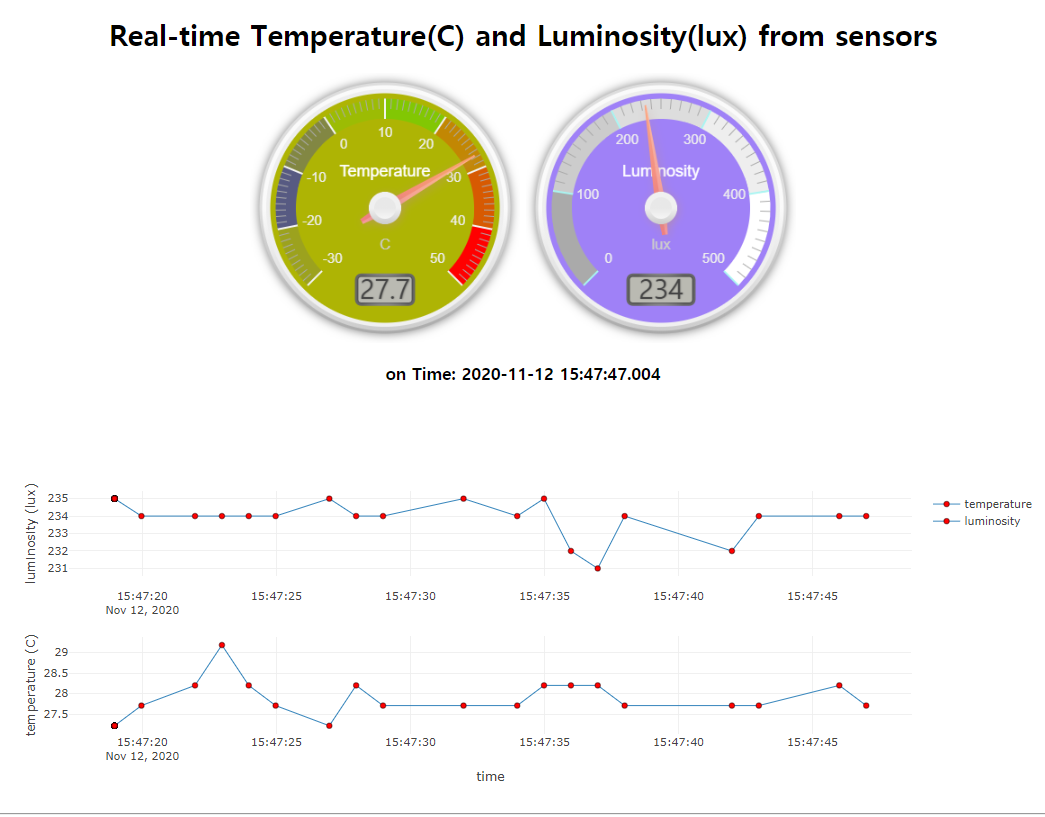 Real-time Temperature(C) and Luminosity(lux) from sensors
10
0
20
Temperature
-10
30
-20
40
C
-30
50
27.7
200
300
Luminosity
100
400
lux
0
500
234
on Time: 2020-11-12 15:47:47.004
luminosity (lux)
235
234
233
232
231
15:47:20
15:47:25
15:47:30
15:47:35
15:47:40
15:47:45
Nov 12, 2020
temperature
luminosity
temperature (C)
29
28.5
28
27.5
15:47:20
15:47:25
15:47:30
15:47:35
15:47:40
15:47:45
Nov 12, 2020
time